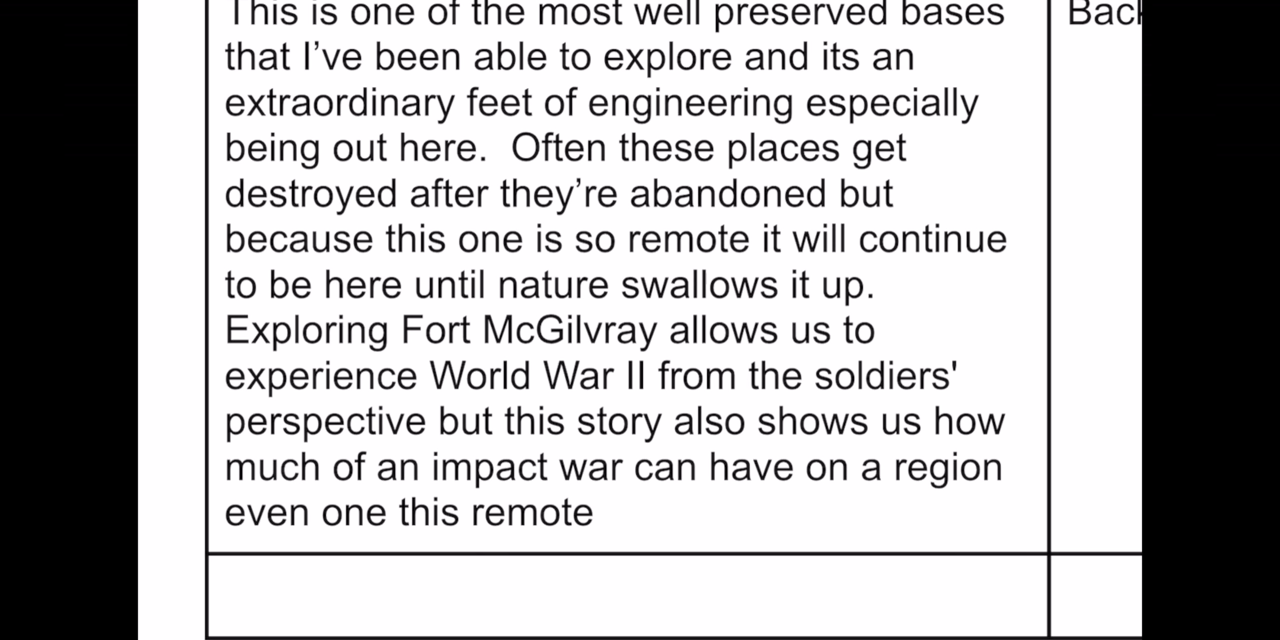 This is one of the most well preserved bases
that I’ve been able to explore and its an
extraordinary feet of engineering especially
being out here.  Often these places get
destroyed after they’re abandoned but
because this one is so remote it will continue
to be here until nature swallows it up.
Exploring Fort McGilvray allows us to
experience World War II from the soldiers'
perspective but this story also shows us how
much of an impact war can have on a region
even one this remote